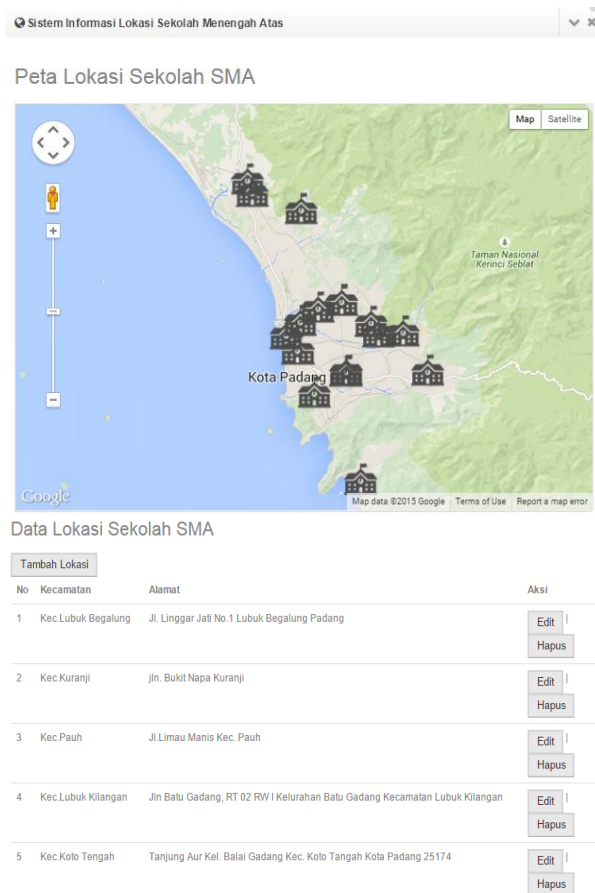 Sistem Informasi Lokasi Sekolah Menengah Atas
Peta Lokasi Sekolah SMA
Map Satellite
Taman Nasional
Kerinci Seblat
Kota Padang
Google
Map data ©2015 Google Terms of Use Report a map error
Data Lokasi Sekolah SMA
Tambah Lokasi
No Kecamatan Alamat Aksi
1 Kec.Lubuk Begalung Jl. Linggar Jati No.1 Lubuk Begalung Padang Edit |
Hapus
2 Kec.Kuranji jln. Bukit Napa Kuranji Edit |
Hapus
3 Kec.Pauh Jl.Limau Manis Kec. Pauh Edit |
Hapus
4 Kec.Lubuk Kilangan Jln Batu Gadang, RT 02 RW I Kelurahan Batu Gadang Kecamatan Lubuk Kilangan Edit |
Hapus
5 Kec.Koto Tengah Tanjung Aur Kel. Balai Gadang Kec. Koto Tangah Kota Padang 25174 Edit |
Hapus